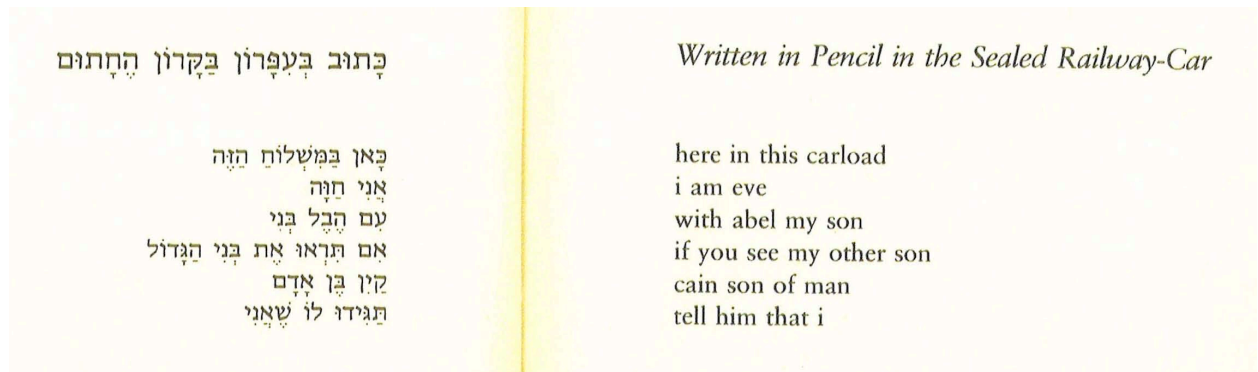 כָּתוּב בְּעִפָּרוֹן בַּקָּרוֹן הֶחָתוּם
כָּאן בַּמִּשְׁלוֹחַ הַזֶּה
אֲנִי חַוָּה
עִם הֶבֶל בְּנִי
אִם תִּרְאוּ אֶת בְּנִי הַגָּדוֹל
קַיִן בֶּן אָדָם
תַּגִּידוּ לוֹ שֶׁאֲנִי
Written in Pencil in the Sealed Railway-Car
here in this carload
i am eve
with abel my son
if you see my other son
cain son of man
tell him that i